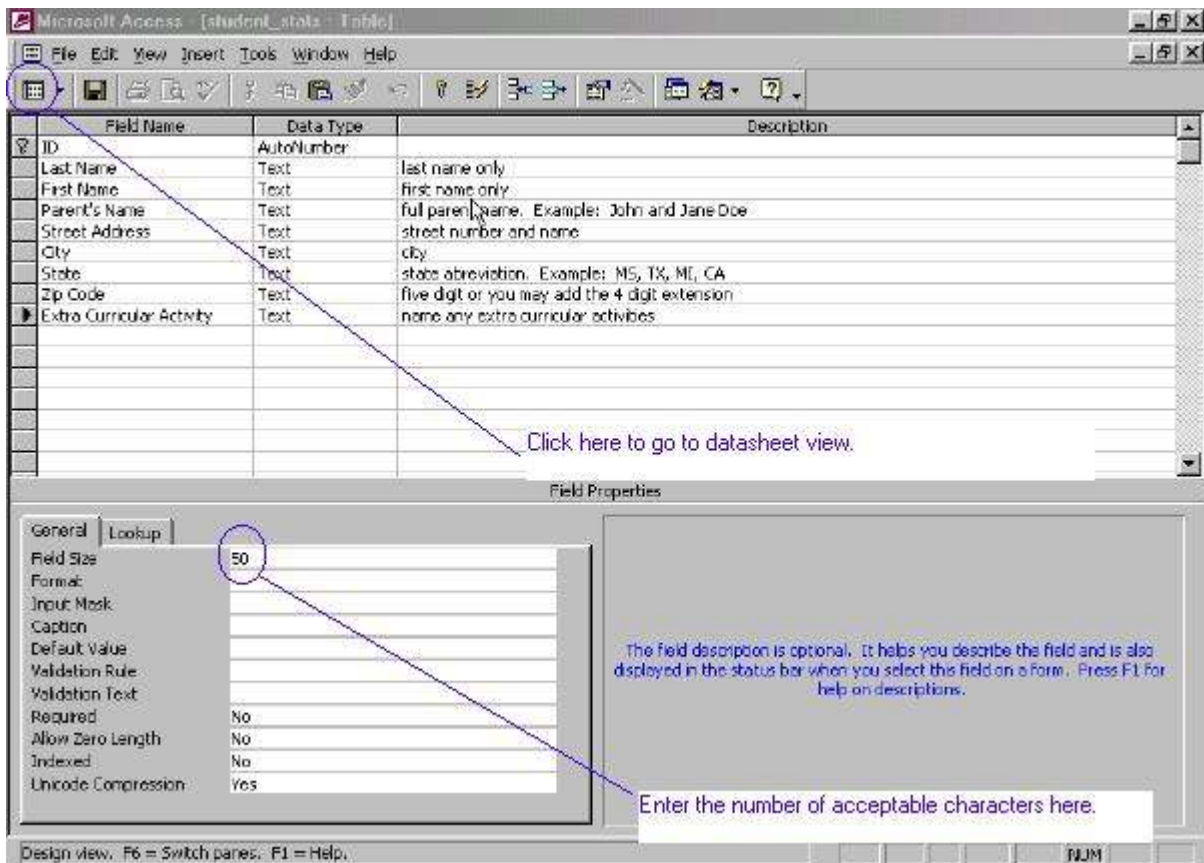 Microsoft Access - [student_stats : Table]
File Edit View Insert Tools Window Help
Field Name Data Type Description
ID AutoNumber
Last Name Text last name only
First Name Text first name only
Parent's Name Text full parent name. Example: John and Jane Doe
Street Address Text street number and name
City Text city
State Text state abreviation. Example: MS, TX, MI, CA
Zip Code Text five digit or you may add the 4 digit extension
Extra Curricular Activity Text name any extra curricular activities
Click here to go to datasheet view.
Field Properties
General Lookup
Field Size 50
Format
Input Mask
Caption
Default Value
Validation Rule
Validation Text
Required No
Allow Zero Length No
Indexed No
Unicode Compression Yes
The field description is optional. It helps you describe the field and is also
displayed in the status bar when you select this field on a form. Press F1 for
help on descriptions.
Enter the number of acceptable characters here.
Design view. F6 = Switch panes. F1 = Help. NUM